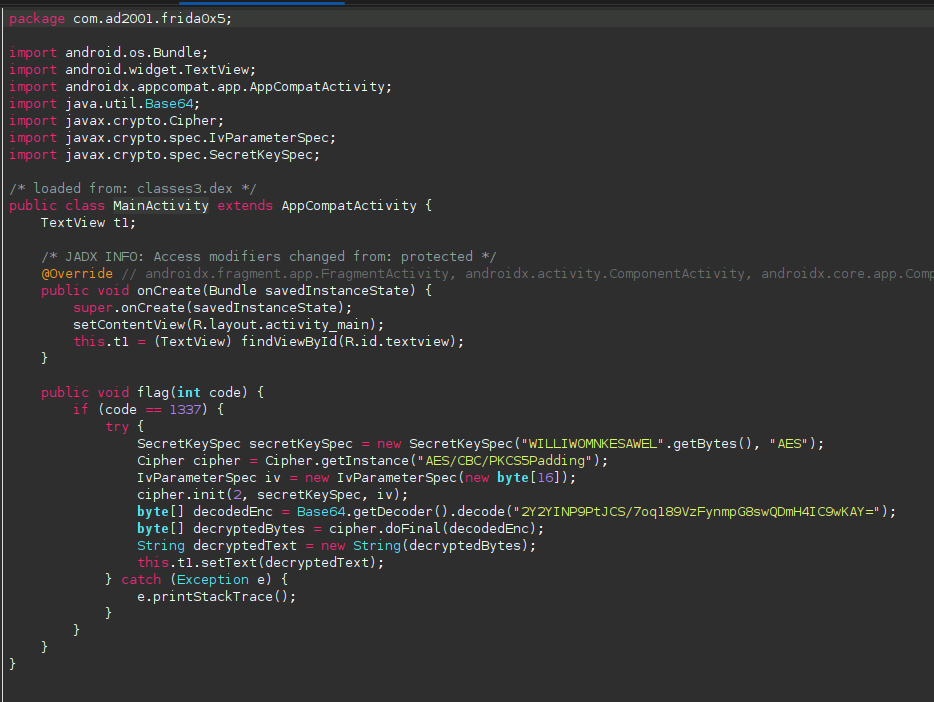 package com.ad2001.frida0x5;
import android.os.Bundle;
import android.widget.TextView;
import androidx.appcompat.app.AppCompatActivity;
import java.util.Base64;
import javax.crypto.Cipher;
import javax.crypto.spec.IvParameterSpec;
import javax.crypto.spec.SecretKeySpec;
/* loaded from: classes3.dex */
public class MainActivity extends AppCompatActivity {
TextView t1;
/* JADX INFO: Access modifiers changed from: protected */
@Override // androidx.fragment.app.FragmentActivity, androidx.activity.ComponentActivity, androidx.core.app.Comp
public void onCreate(Bundle savedInstanceState) {
super.onCreate(savedInstanceState);
setContentView(R.layout.activity_main);
this.t1 = (TextView) findViewById(R.id.textview);
}
public void flag(int code) {
if (code == 1337) {
try {
SecretKeySpec secretKeySpec = new SecretKeySpec("WILLIWOMNKESAWEL".getBytes(), "AES");
Cipher cipher = Cipher.getInstance("AES/CBC/PKCS5Padding");
IvParameterSpec iv = new IvParameterSpec(new byte[16]);
cipher.init(2, secretKeySpec, iv);
byte[] decodedEnc = Base64.getDecoder().decode("2Y2YINP9PtJCS/7oq189VzFynmpG8swQDmH4IC9wKAY=");
byte[] decryptedBytes = cipher.doFinal(decodedEnc);
String decryptedText = new String(decryptedBytes);
this.t1.setText(decryptedText);
} catch (Exception e) {
e.printStackTrace();
}
}
}
}